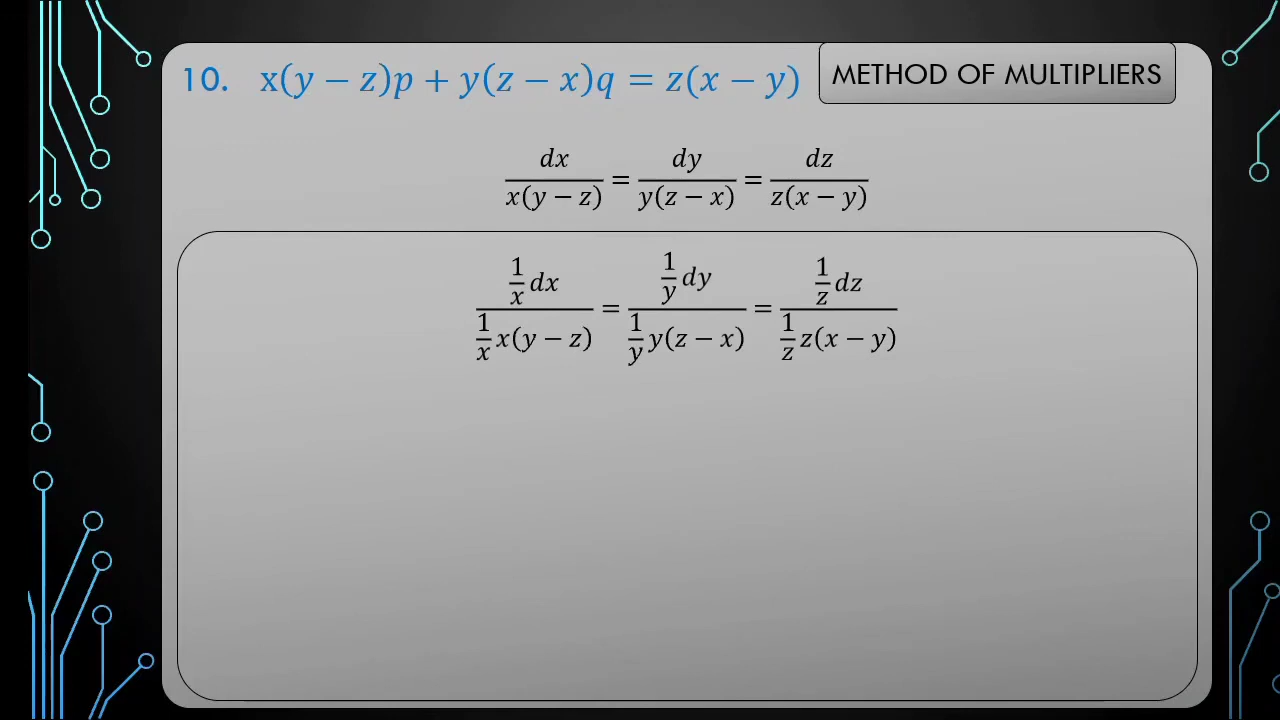 10. x(y − z)p + y(z − x)q = z(x − y)
METHOD OF MULTIPLIERS
dx/x(y − z) = dy/y(z − x) = dz/z(x − y)
1/x dx / 1/x x(y − z) = 1/y dy / 1/y y(z − x) = 1/z dz / 1/z z(x − y)